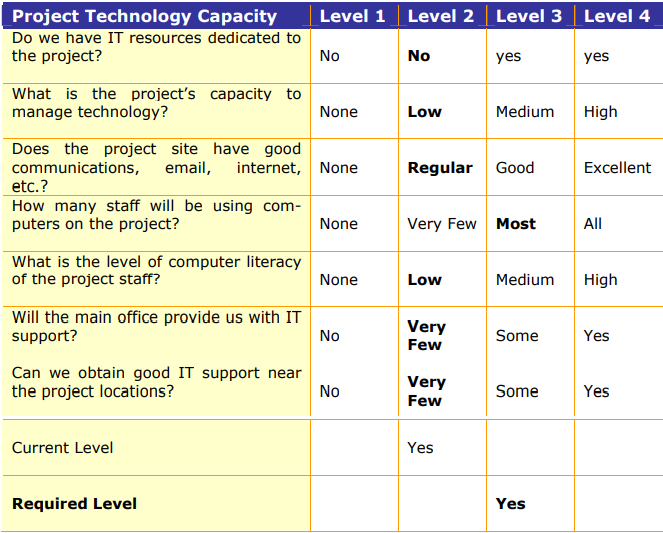 Project Technology Capacity Level 1 Level 2 Level 3 Level 4
Do we have IT resources dedicated to
the project? No No yes yes
What is the project's capacity to
manage technology? None Low Medium High
Does the project site have good
communications, email, internet, None Regular Good Excellent
etc.?
How many staff will be using com-
puters on the project? None Very Few Most All
What is the level of computer literacy
of the project staff? None Low Medium High
Will the main office provide us with IT
support? No Very Few Some Yes
Can we obtain good IT support near
the project locations? No Very Few Some Yes
Current Level Yes
Required Level Yes